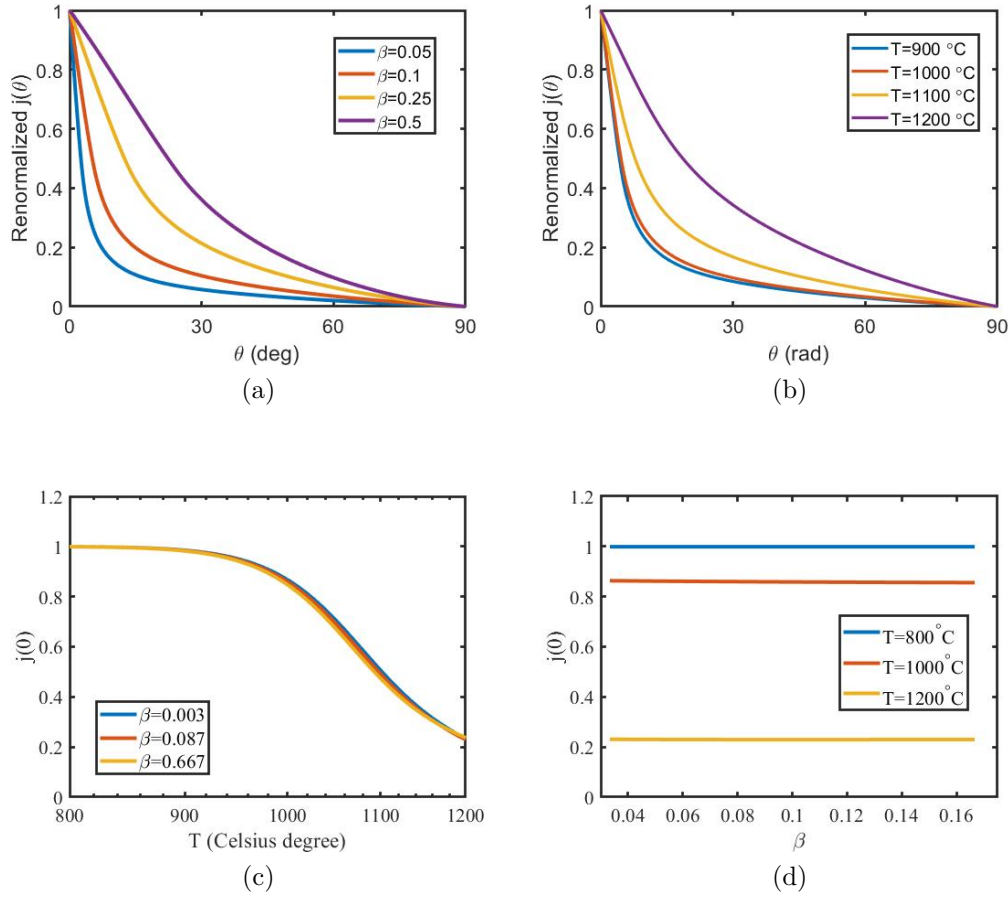 1
0.8
0.6
0.4
0.2
0
Renormalized j(θ)
β=0.05
β=0.1
β=0.25
β=0.5
0
30
60
90
θ (deg)
(a)
1
0.8
0.6
0.4
0.2
0
Renormalized j(θ)
T=900 °C
T=1000 °C
T=1100 °C
T=1200 °C
0
30
60
90
θ (rad)
(b)
1.2
1
0.8
0.6
0.4
0.2
0
j(0)
β=0.003
β=0.087
β=0.667
800
900
1000
1100
1200
T (Celsius degree)
(c)
1.2
1
0.8
0.6
0.4
0.2
0
j(0)
T=800°C
T=1000°C
T=1200°C
0.04
0.06
0.08
0.1
0.12
0.14
0.16
β
(d)